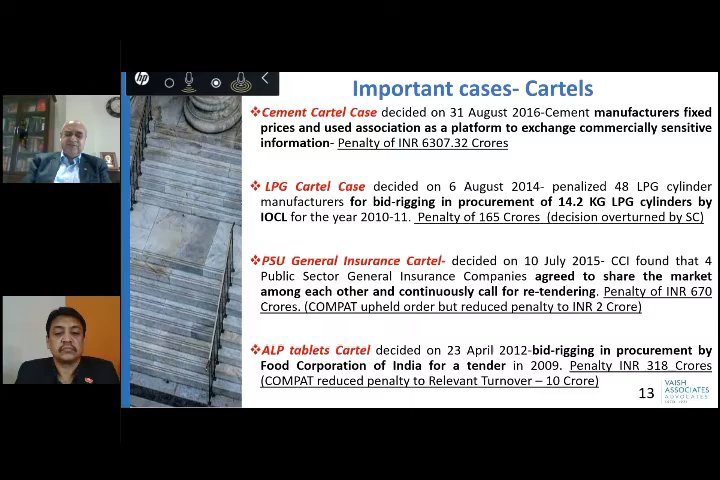 hp
Important cases- Cartels
❖Cement Cartel Case decided on 31 August 2016-Cement manufacturers fixed
prices and used association as a platform to exchange commercially sensitive
information- Penalty of INR 6307.32 Crores
❖LPG Cartel Case decided on 6 August 2014- penalized 48 LPG cylinder
manufacturers for bid-rigging in procurement of 14.2 KG LPG cylinders by
IOCL for the year 2010-11. Penalty of 165 Crores (decision overturned by SC)
❖PSU General Insurance Cartel- decided on 10 July 2015- CCI found that 4
Public Sector General Insurance Companies agreed to share the market
among each other and continuously call for re-tendering. Penalty of INR 670
Crores. (COMPAT upheld order but reduced penalty to INR 2 Crore)
❖ALP tablets Cartel decided on 23 April 2012-bid-rigging in procurement by
Food Corporation of India for a tender in 2009. Penalty INR 318 Crores
(COMPAT reduced penalty to Relevant Turnover – 10 Crore)
13
VAISH
ASSOCIATES
ADVOCATES